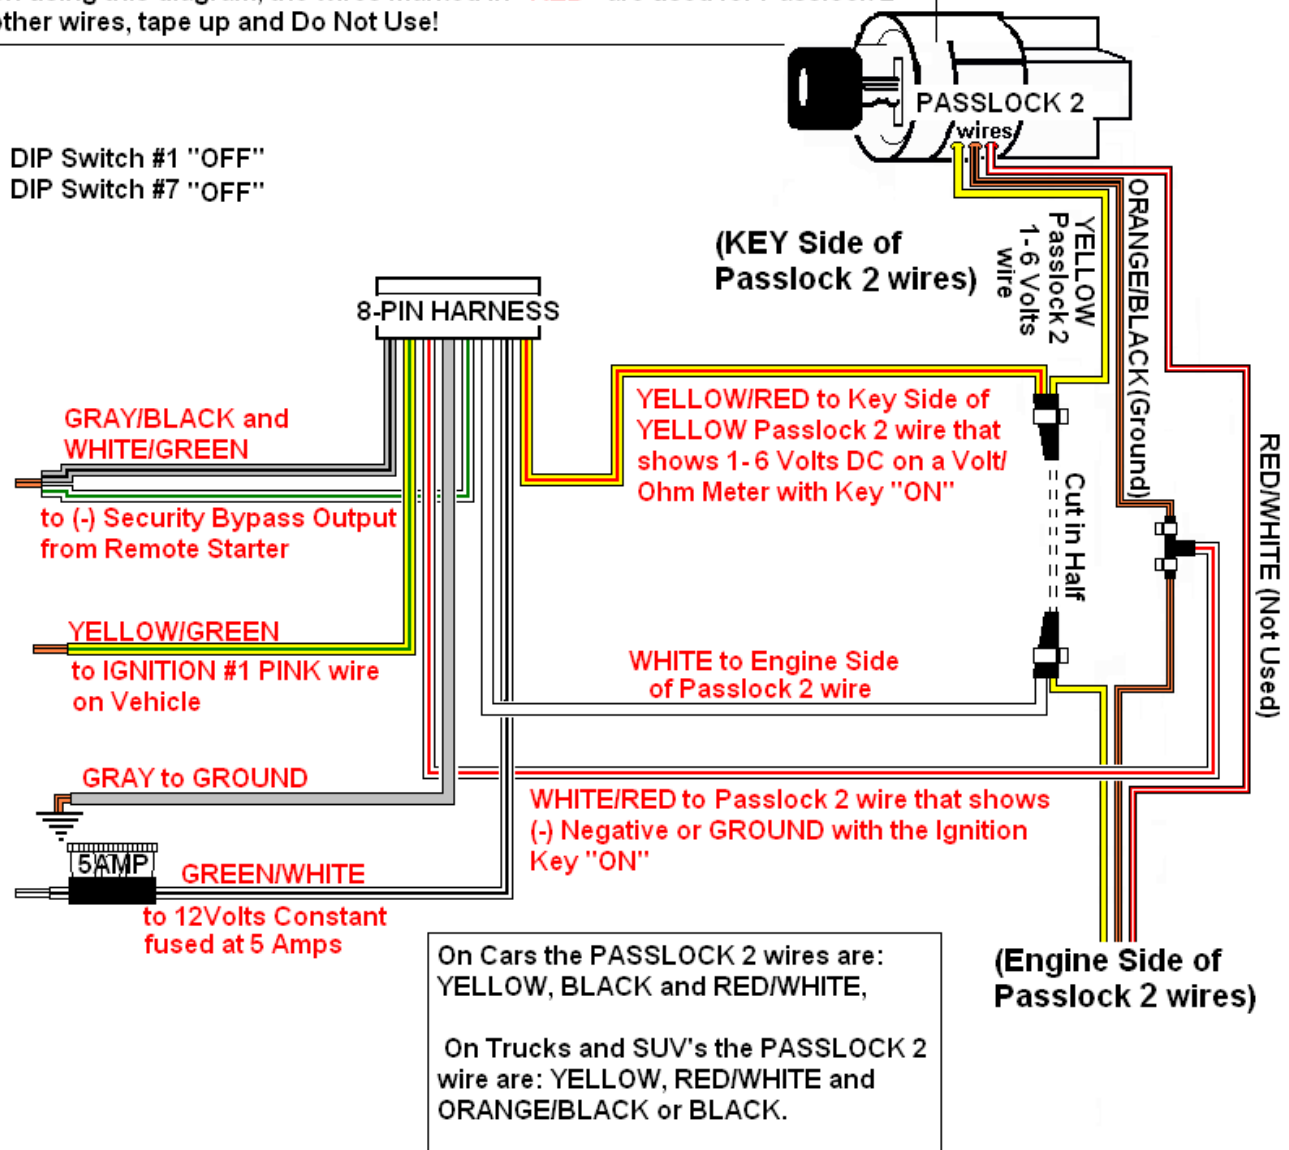 other wires, tape up and Do Not Use!
PASSLOCK 2
wires
DIP Switch #1 "OFF"
DIP Switch #7 "OFF"
(KEY Side of
Passlock 2 wires)
YELLOW
Passlock 2
1-6 Volts
wire
ORANGE/BLACK (Ground)
RED/WHITE (Not Used)
8-PIN HARNESS
GRAY/BLACK and
WHITE/GREEN
to (-) Security Bypass Output
from Remote Starter
YELLOW/RED to Key Side of
YELLOW Passlock 2 wire that
shows 1-6 Volts DC on a Volt/
Ohm Meter with Key "ON"
Cut in Half
YELLOW/GREEN
to IGNITION #1 PINK wire
on Vehicle
WHITE to Engine Side
of Passlock 2 wire
GRAY to GROUND
WHITE/RED to Passlock 2 wire that shows
(-) Negative or GROUND with the Ignition
Key "ON"
5AMP
GREEN/WHITE
to 12Volts Constant
fused at 5 Amps
On Cars the PASSLOCK 2 wires are:
YELLOW, BLACK and RED/WHITE,
On Trucks and SUV's the PASSLOCK 2
wire are: YELLOW, RED/WHITE and
ORANGE/BLACK or BLACK.
(Engine Side of
Passlock 2 wires)